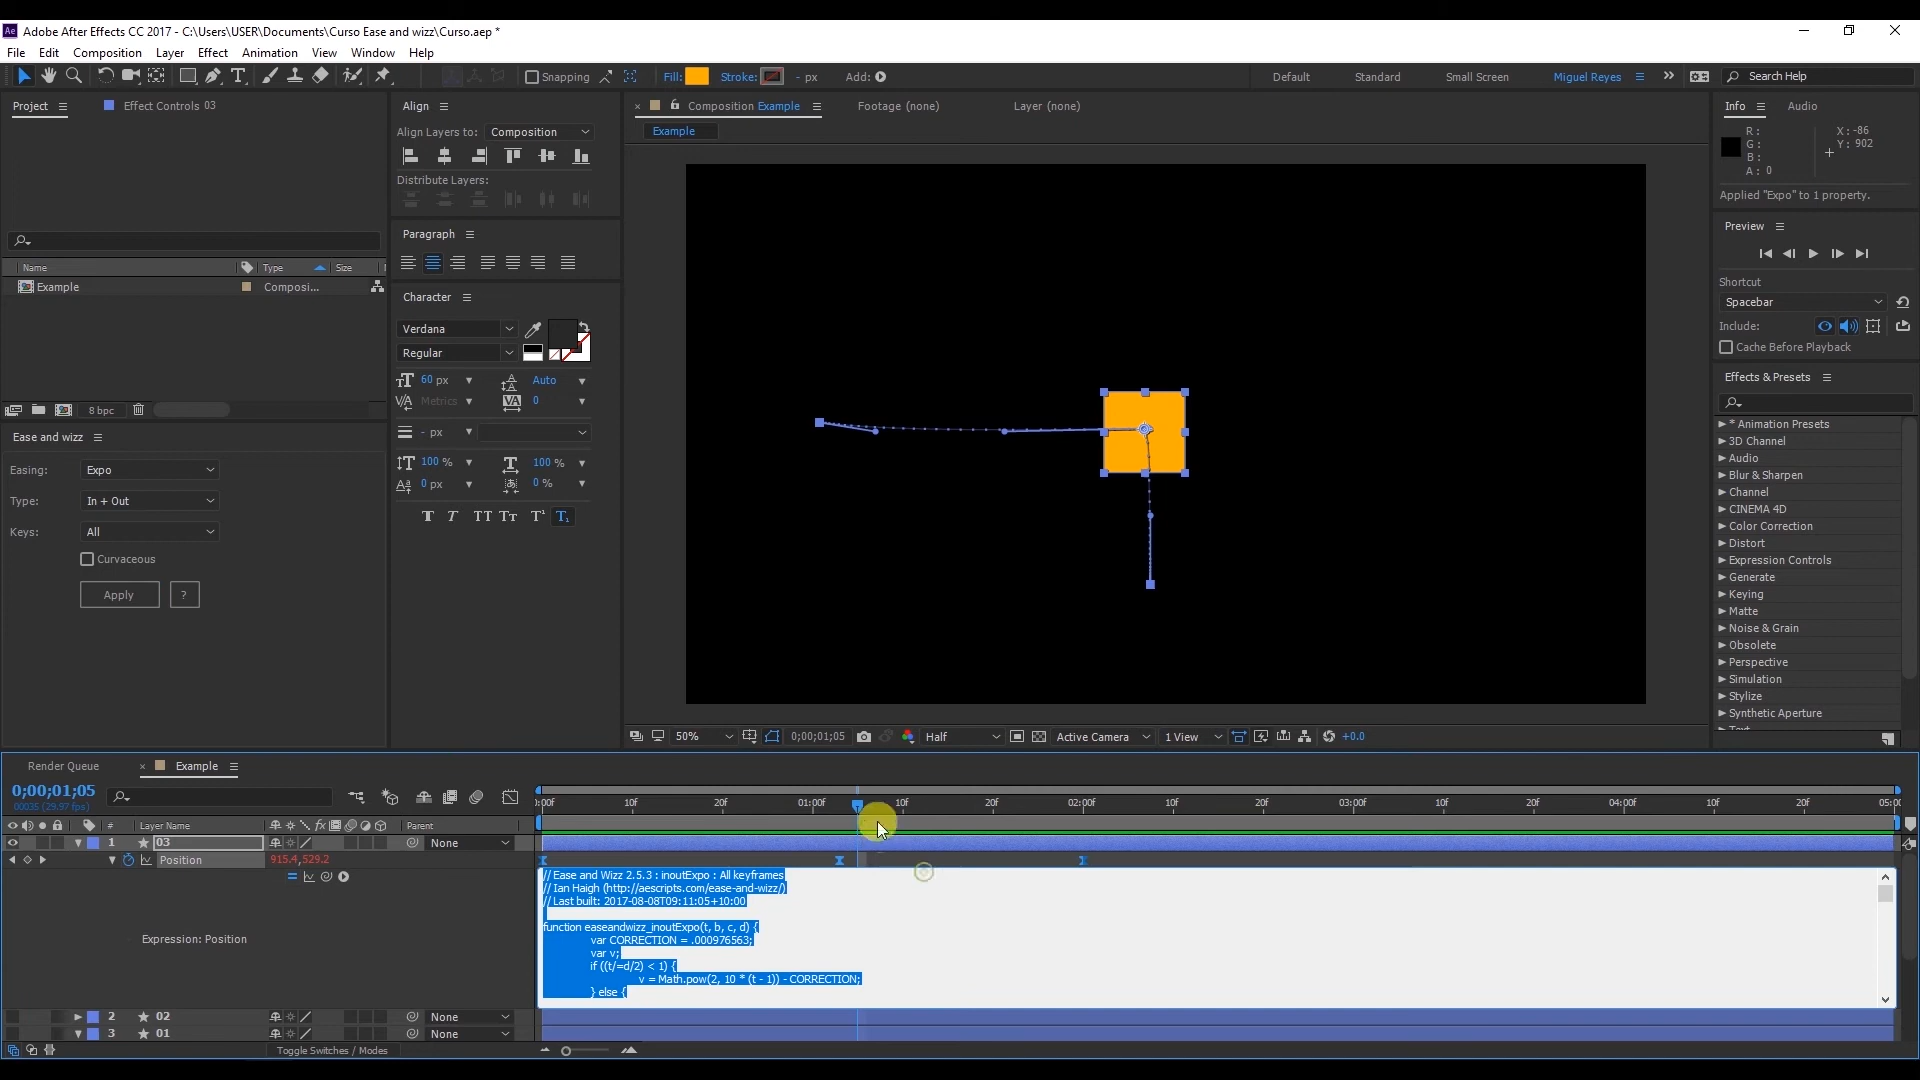 Adobe After Effects CC 2017 - C:\Users\USER\Documents\Curso Ease and wizz\Curso.aep *
File Edit Composition Layer Effect Animation View Window Help
Snapping Fill: Stroke: - px Add: Default Standard Small Screen Miguel Reyes Search Help
Project Effect Controls 03
Name Type Size
Example Composi...
8 bpc
Ease and wizz
Easing: Expo
Type: In + Out
Keys: All
Curvaceous
Apply ?
Align
Align Layers to: Composition
Distribute Layers:
Paragraph
Character
Verdana
Regular
60 px Auto
Metrics 0
- px
100 % 100 %
0 px 0 %
Composition Example Footage (none) Layer (none)
Example
50% 0;00;01;05 Half Active Camera 1 View +0.0
Info Audio
R: X: -86
G: Y: 902
B:
A: 0
Applied "Expo" to 1 property.
Preview
Shortcut
Spacebar
Include:
Cache Before Playback
Effects & Presets
* Animation Presets
3D Channel
Audio
Blur & Sharpen
Channel
CINEMA 4D
Color Correction
Distort
Expression Controls
Generate
Keying
Matte
Noise & Grain
Obsolete
Perspective
Simulation
Stylize
Synthetic Aperture
Render Queue Example
0;00;01;05
00035 (29.97 fps)
:00f 10f 20f 01:00f 10f 20f 02:00f 10f 20f 03:00f 10f 20f 04:00f 10f 20f 05:00
# Layer Name Parent
1 03 None
Position 915.4,529.2
Expression: Position
// Ease and Wizz 2.5.3 : inoutExpo : All keyframes
// Ian Haigh (http://aescripts.com/ease-and-wizz/)
// Last built: 2017-08-08T09:11:05+10:00
function easeandwizz_inoutExpo(t, b, c, d) {
var CORRECTION = .000976563;
var v;
if ((t/=d/2) < 1) {
v = Math.pow(2, 10 * (t - 1)) - CORRECTION;
} else {
2 02 None
3 01 None
Toggle Switches / Modes